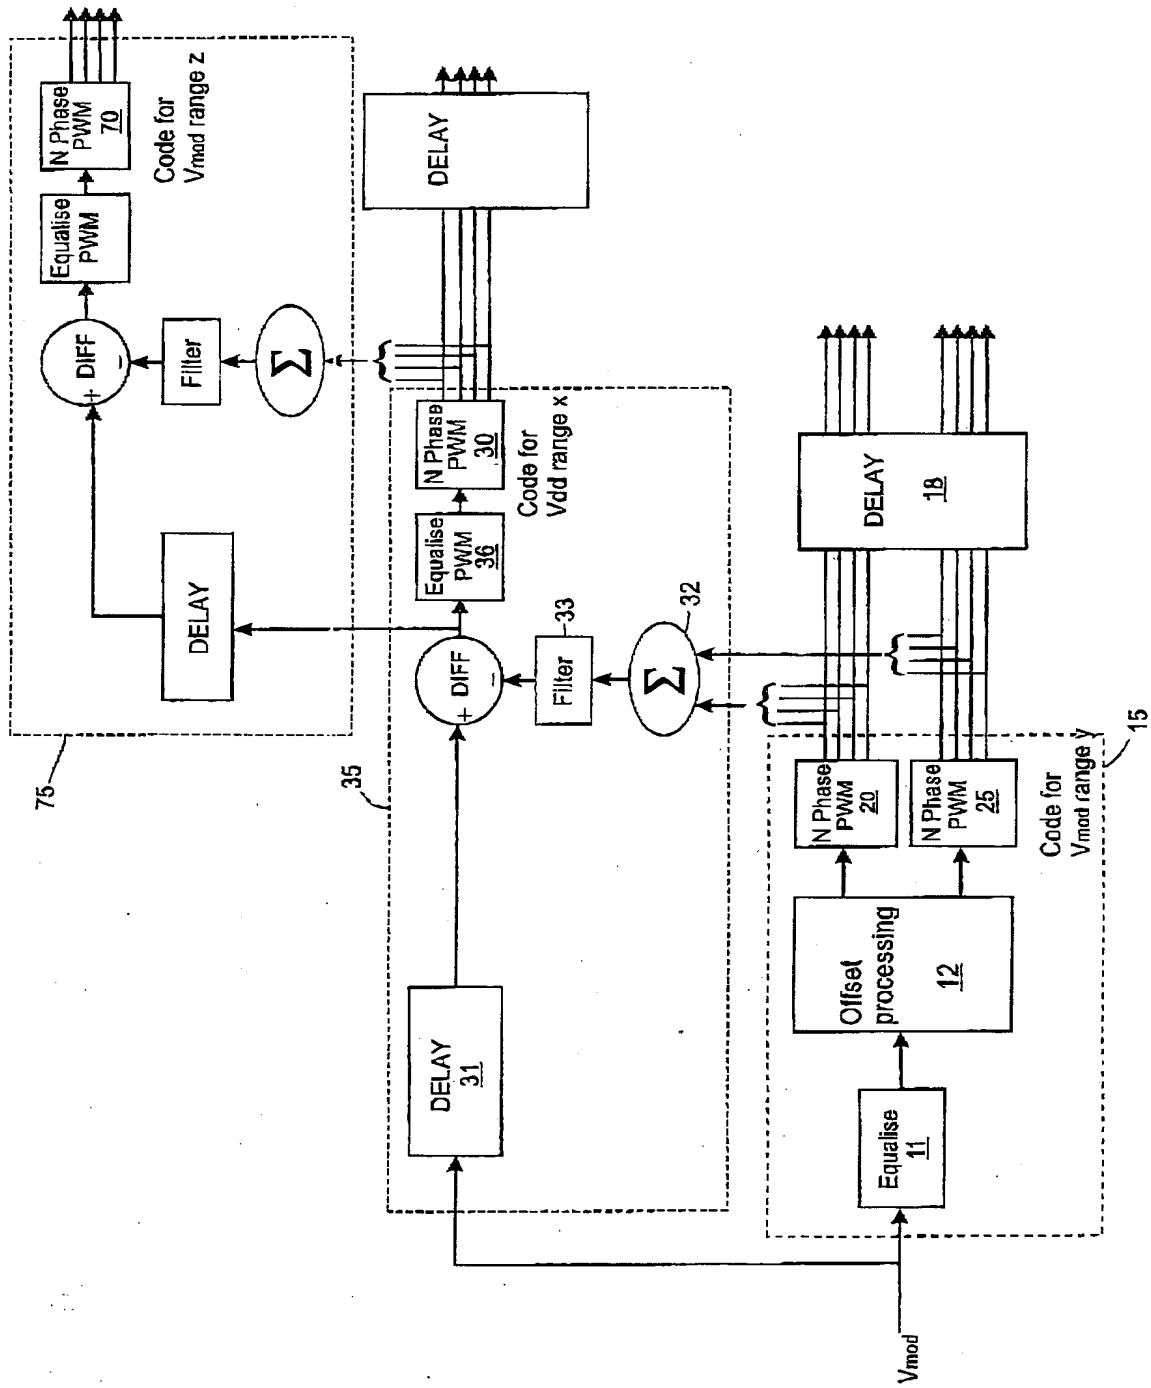 75
DELAY
+ DIFF
-
Filter
Σ
Equalise
PWM
N Phase
PWM
70
Code for
Vmod range z
35
DELAY
31
+ DIFF
-
Filter
33
Σ
32
Equalise
PWM
36
N Phase
PWM
30
Code for
Vdd range x
DELAY
Vmod
Equalise
11
Offset
processing
12
N Phase
PWM
20
N Phase
PWM
25
Code for
Vmod range y
15
DELAY
18